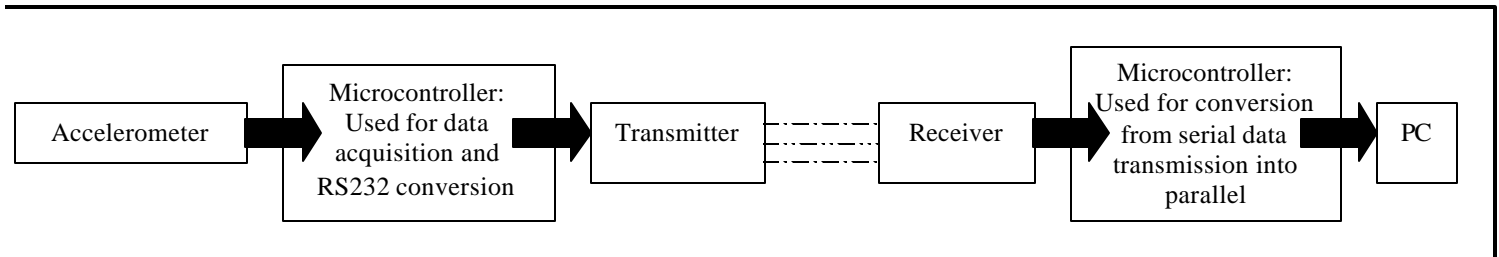 Accelerometer
Microcontroller:
Used for data
acquisition and
RS232 conversion
Transmitter
Receiver
Microcontroller:
Used for conversion
from serial data
transmission into
parallel
PC